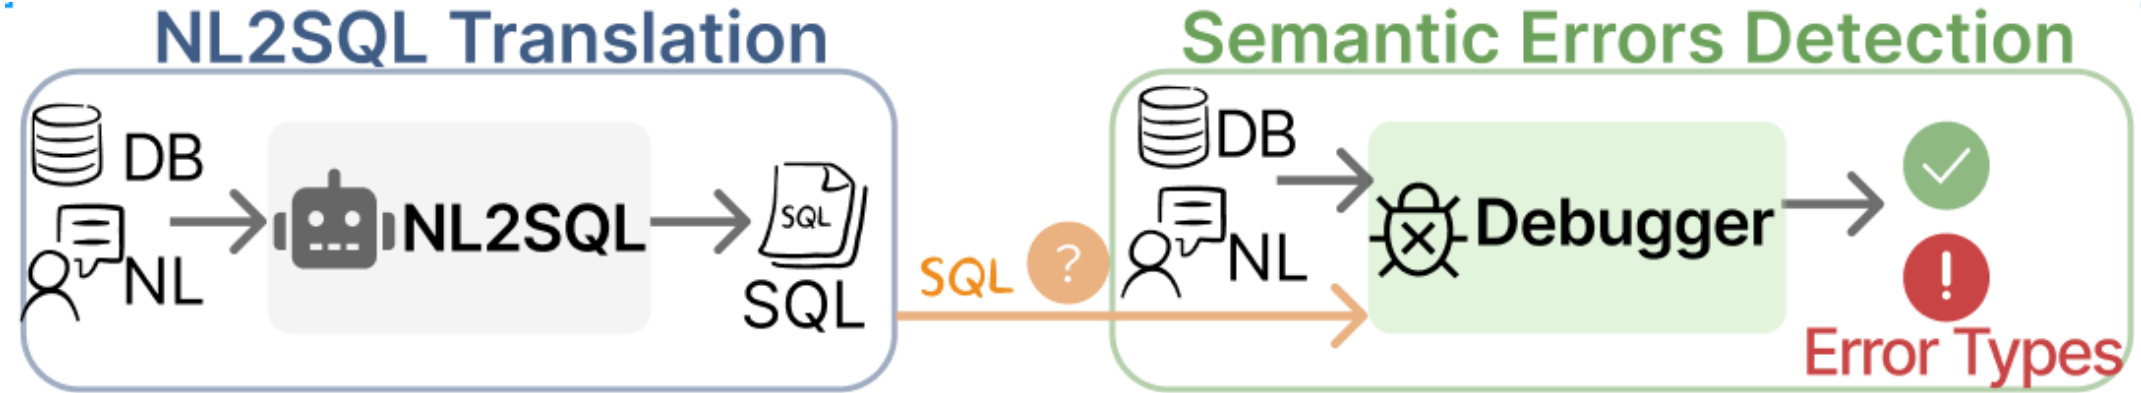 NL2SQL Translation
DB
NL
NL2SQL
SQL
SQL
SQL ?
Semantic Errors Detection
DB
NL
Debugger
!
Error Types